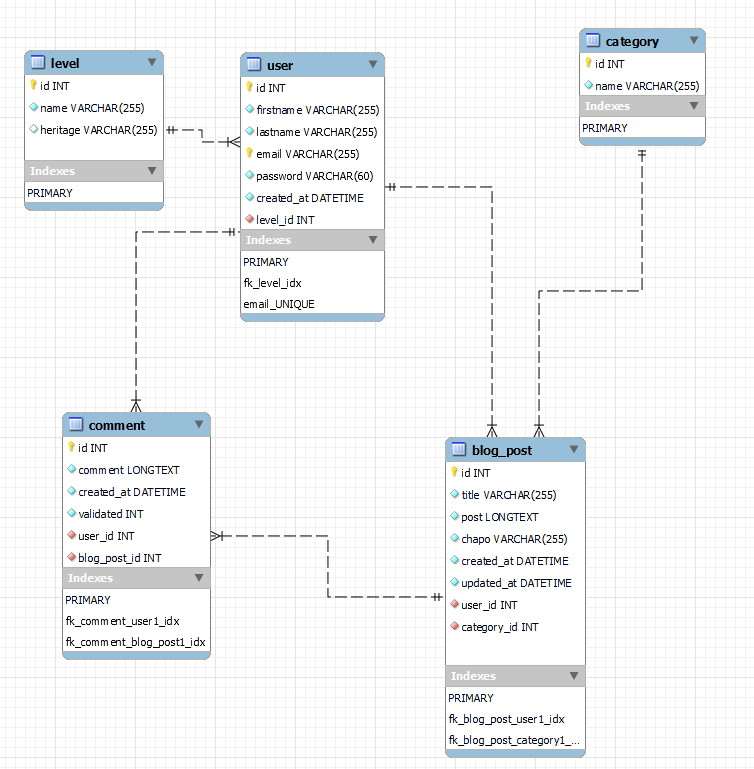 level
id INT
name VARCHAR(255)
heritage VARCHAR(255)
Indexes
PRIMARY
user
id INT
firstname VARCHAR(255)
lastname VARCHAR(255)
email VARCHAR(255)
password VARCHAR(60)
created_at DATETIME
level_id INT
Indexes
PRIMARY
fk_level_idx
email_UNIQUE
category
id INT
name VARCHAR(255)
Indexes
PRIMARY
comment
id INT
comment LONGTEXT
created_at DATETIME
validated INT
user_id INT
blog_post_id INT
Indexes
PRIMARY
fk_comment_user1_idx
fk_comment_blog_post1_idx
blog_post
id INT
title VARCHAR(255)
post LONGTEXT
chapo VARCHAR(255)
created_at DATETIME
updated_at DATETIME
user_id INT
category_id INT
Indexes
PRIMARY
fk_blog_post_user1_idx
fk_blog_post_category1_...